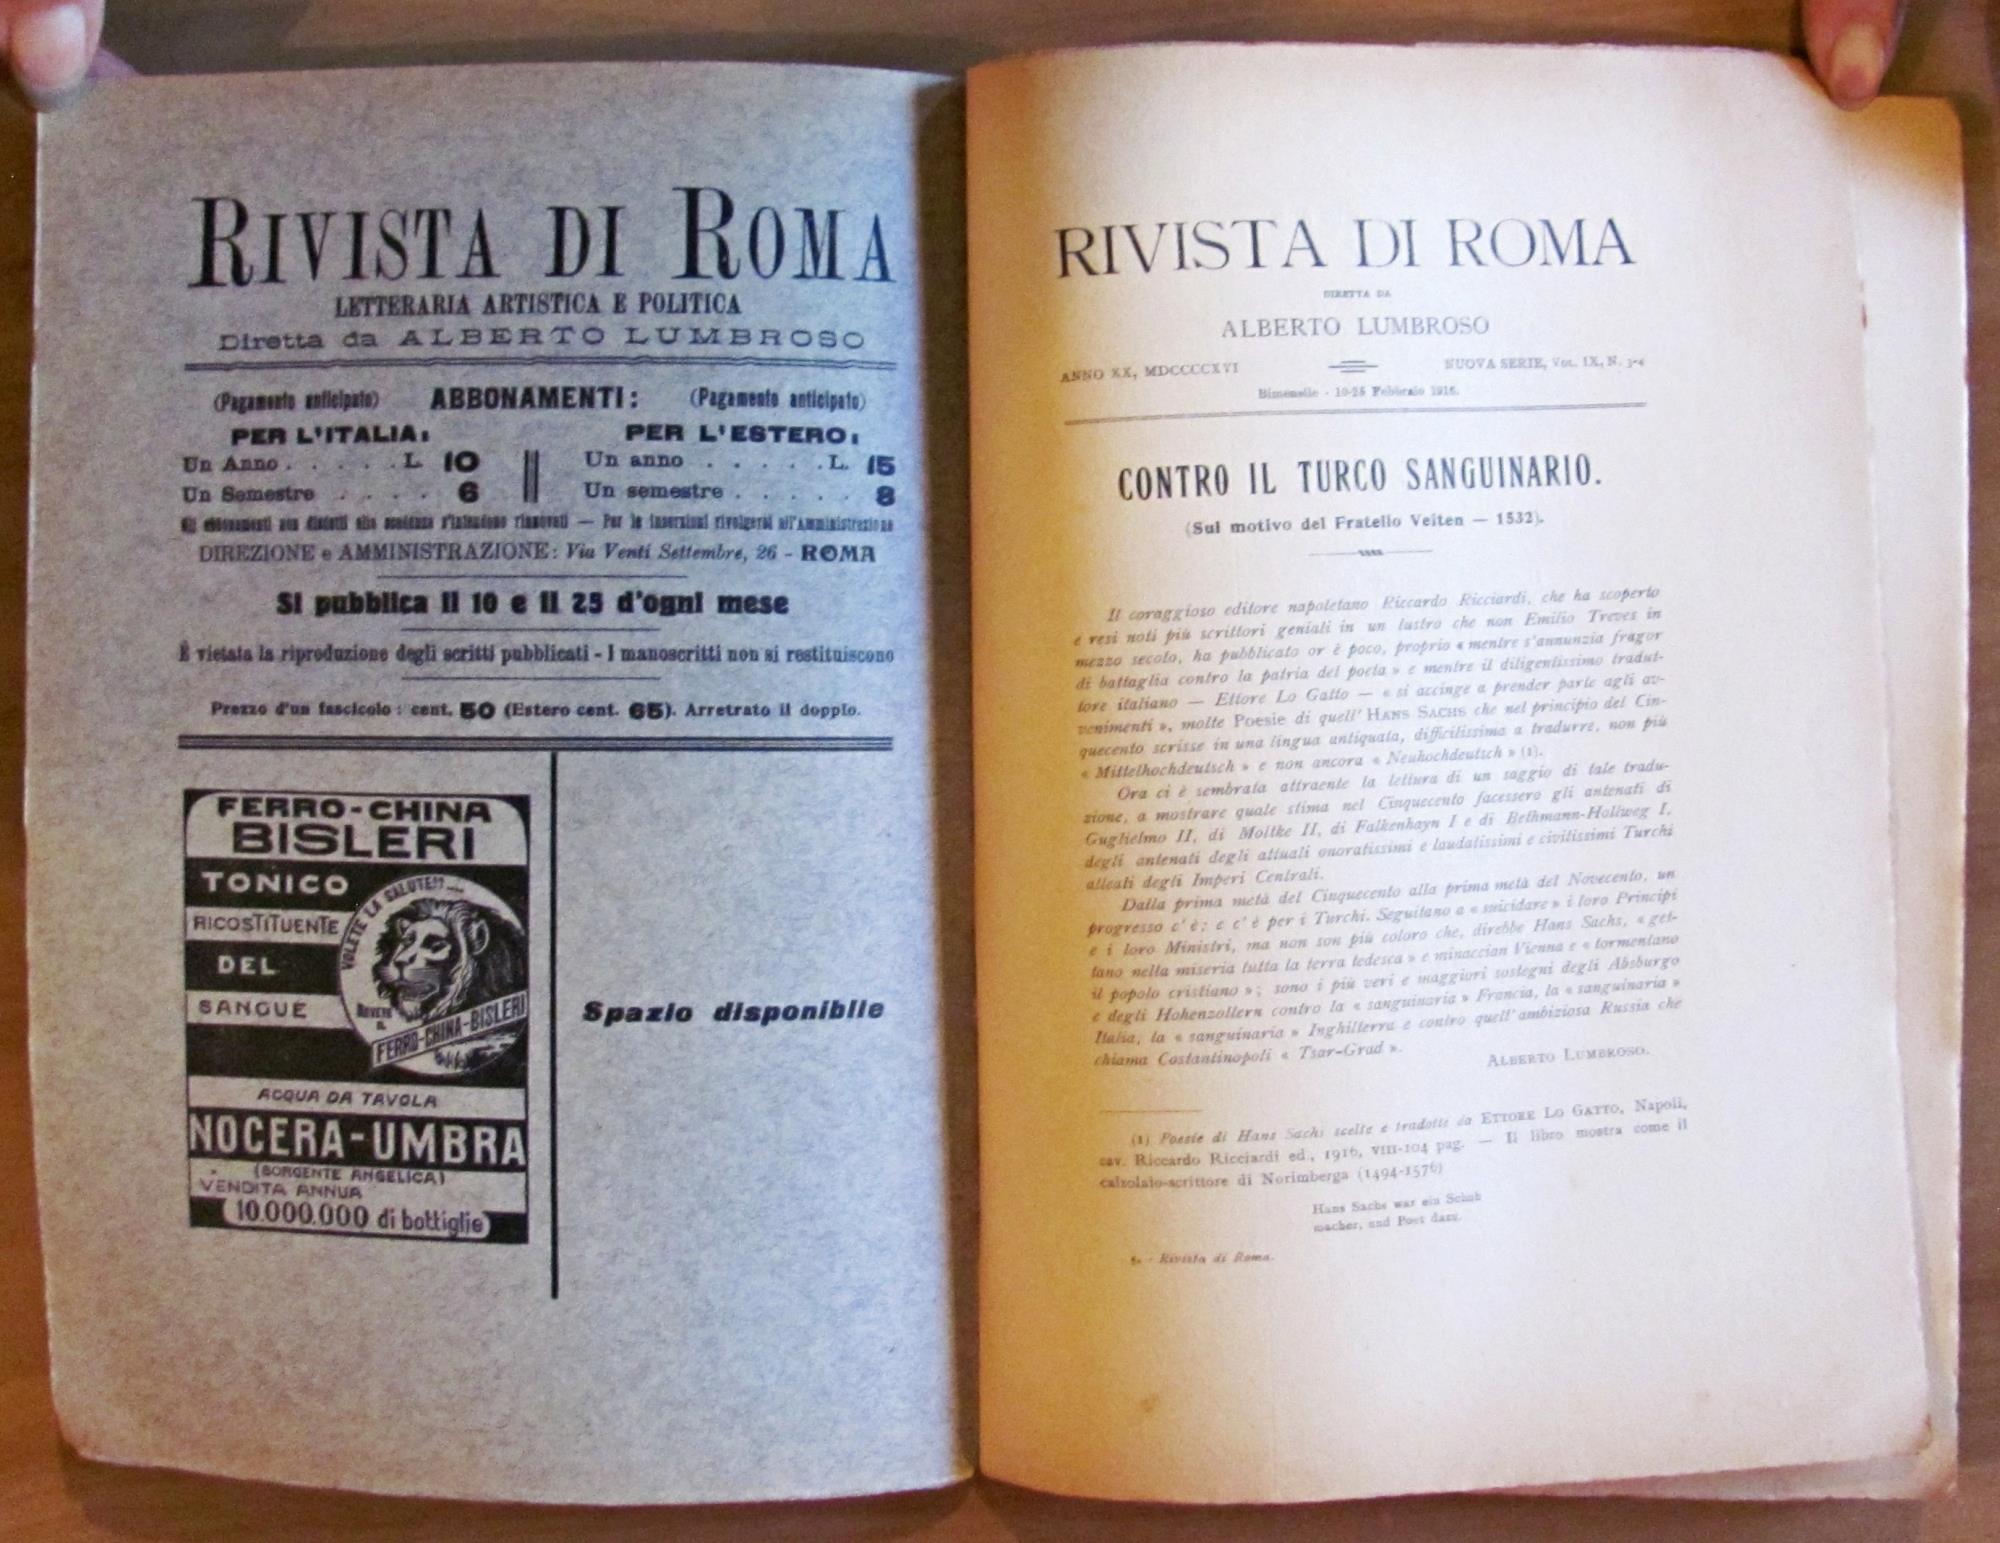 RIVISTA DI ROMA
LETTERARIA ARTISTICA E POLITICA
Diretta da ALBERTO LUMBROSO
(Pagamento anticipato) ABBONAMENTI: (Pagamento anticipato)
PER L'ITALIA:
Un Anno . . . . . L. 10
Un Semestre . . . . 6
PER L'ESTERO:
Un anno . . . . . L. 15
Un semestre . . . . . 8
Gli abbonamenti non disdetti alla scadenza s'intendono rinnovati — Per le inserzioni rivolgersi all'Amministrazione
DIREZIONE e AMMINISTRAZIONE: Via Venti Settembre, 26 - ROMA
Si pubblica il 10 e il 25 d'ogni mese
È vietata la riproduzione degli scritti pubblicati - I manoscritti non si restituiscono
Prezzo d'un fascicolo: cent. 50 (Estero cent. 65). Arretrato il doppio.
FERRO-CHINA
BISLERI
TONICO
RICOSTITUENTE
DEL
SANGUE
VOLETE LA SALUTE??....
BEVETE
IL
FERRO-CHINA-BISLERI
ACQUA DA TAVOLA
NOCERA-UMBRA
(SORGENTE ANGELICA)
VENDITA ANNUA
10.000.000 di bottiglie
Spazio disponibile
RIVISTA DI ROMA
DIRETTA DA
ALBERTO LUMBROSO
ANNO XX, MDCCCCXVI NUOVA SERIE, VOL. IX, N. 3-4
Bimensile - 10-25 Febbraio 1916.
CONTRO IL TURCO SANGUINARIO.
(Sul motivo del Fratello Veiten — 1532).
Il coraggioso editore napoletano Riccardo Ricciardi, che ha scoperto
e resi noti più scrittori geniali in un lustro che non Emilio Treves in
mezzo secolo, ha pubblicato or è poco, proprio « mentre s'annunzia fragor
di battaglia contro la patria del poeta » e mentre il diligentissimo tradut-
tore italiano — Ettore Lo Gatto — « si accinge a prender parte agli av-
venimenti », molte Poesie di quell' HANS SACHS che nel principio del Cin-
quecento scrisse in una lingua antiquata, difficilissima a tradurre, non più
« Mittelhochdeutsch » e non ancora « Neuhochdeutsch » (1).
Ora ci è sembrata attraente la lettura di un saggio di tale tradu-
zione, a mostrare quale stima nel Cinquecento facessero gli antenati di
Guglielmo II, di Moltke II, di Falkenhayn I e di Bethmann-Hollweg I,
degli antenati degli attuali onoratissimi e laudatissimi e civilissimi Turchi
alleati degli Imperi Centrali.
Dalla prima metà del Cinquecento alla prima metà del Novecento, un
progresso c'è; e c'è per i Turchi. Seguitano a « suicidare » i loro Principi
e i loro Ministri, ma non son più coloro che, direbbe Hans Sachs, « get-
tano nella miseria tutta la terra tedesca » e minaccian Vienna e « tormentano
il popolo cristiano »; sono i più veri e maggiori sostegni degli Absburgo
e degli Hohenzollern contro la « sanguinaria » Francia, la « sanguinaria »
Italia, la « sanguinaria » Inghilterra e contro quell'ambiziosa Russia che
chiama Costantinopoli « Tsar-Grad ».
ALBERTO LUMBROSO.
(1) Poesie di Hans Sachs scelte e tradotte da ETTORE LO GATTO, Napoli,
cav. Riccardo Ricciardi ed., 1916, VIII-104 pag. — Il libro mostra come il
calzolaio-scrittore di Norimberga (1494-1576)
Hans Sachs war ein Schuh
macher, und Poet dazu.
- Rivista di Roma.